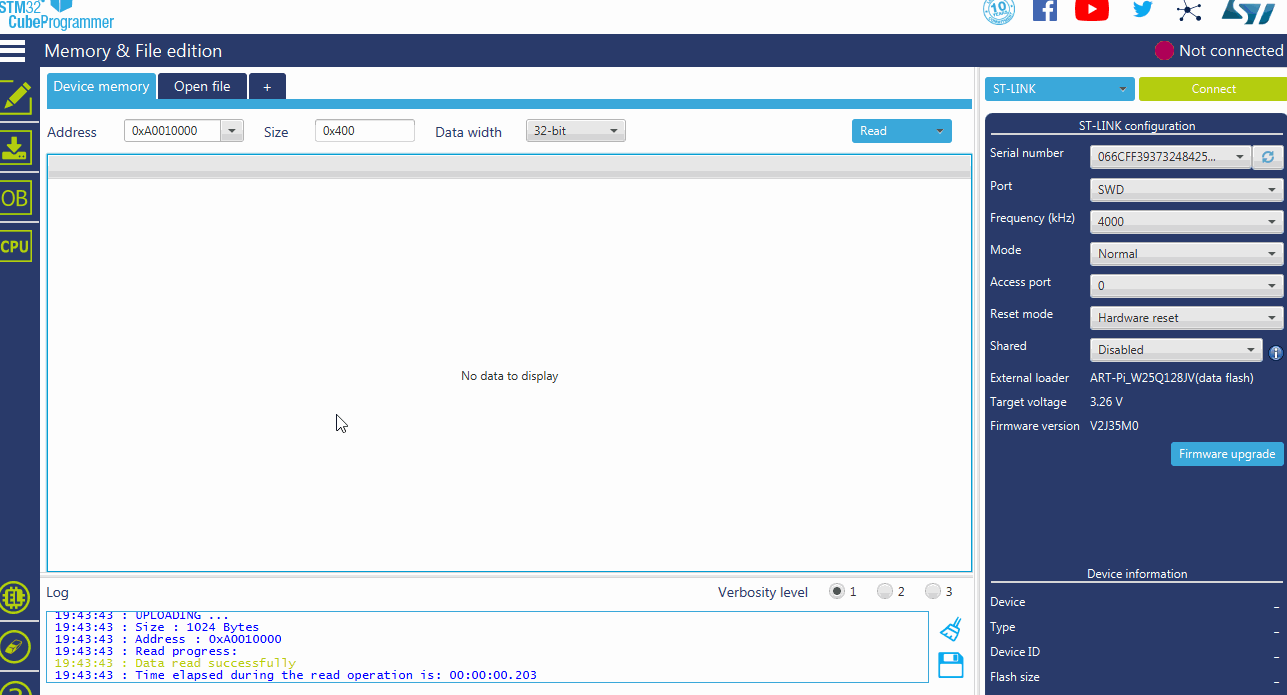 STM32
CubeProgrammer
10 YEARS
Memory & File edition
Not connected
Device memory
Open file
+
Address
0xA0010000
Size
0x400
Data width
32-bit
Read
No data to display
OB
CPU
EL
ST-LINK
Connect
ST-LINK configuration
Serial number
066CFF39373248425...
Port
SWD
Frequency (kHz)
4000
Mode
Normal
Access port
0
Reset mode
Hardware reset
Shared
Disabled
External loader
ART-Pi_W25Q128JV(data flash)
Target voltage
3.26 V
Firmware version
V2J35M0
Firmware upgrade
Device information
Device
-
Type
-
Device ID
-
Flash size
-
Log
Verbosity level
1
2
3
19:43:43 : UPLOADING ...
19:43:43 : Size : 1024 Bytes
19:43:43 : Address : 0xA0010000
19:43:43 : Read progress:
19:43:43 : Data read successfully
19:43:43 : Time elapsed during the read operation is: 00:00:00.203